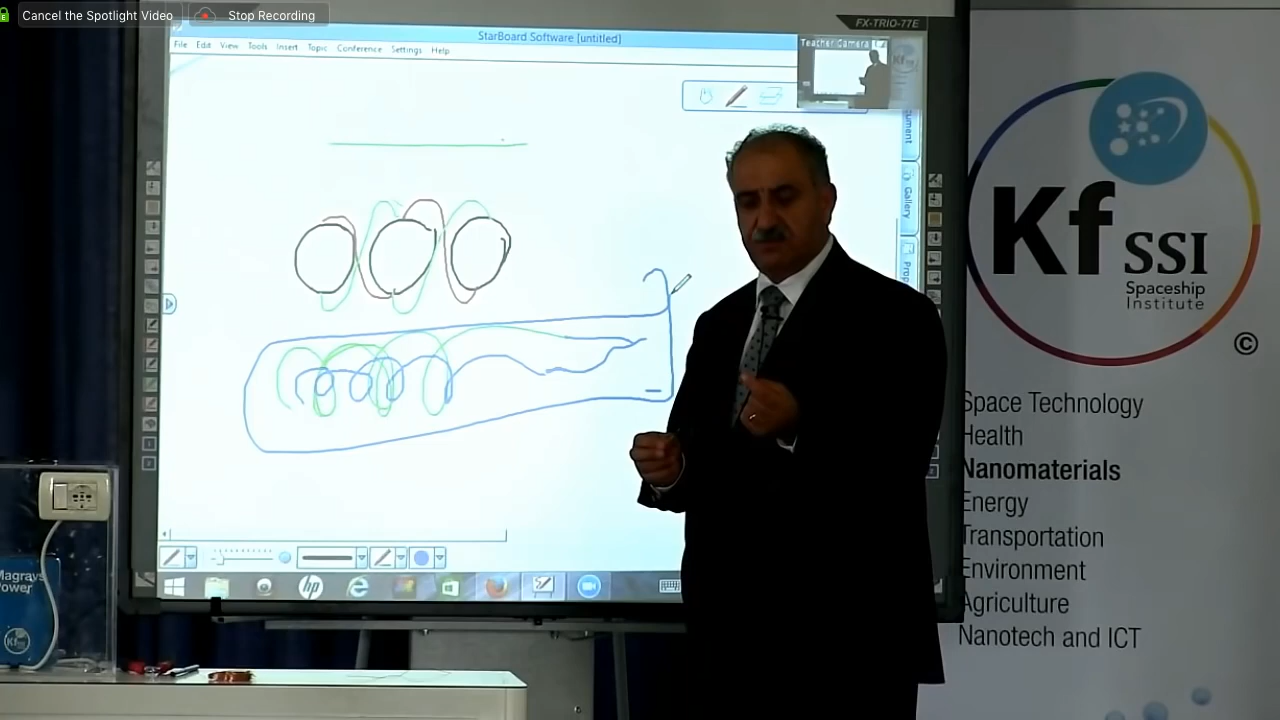 Cancel the Spotlight Video
Stop Recording
FX-TRIO-77E
StarBoard Software [untitled]
File Edit View Tools Insert Topic Conference Settings Help
Teacher Camera
Gallery
Kf
SSI
Spaceship
Institute
©
Space Technology
Health
Nanomaterials
Energy
Transportation
Environment
Agriculture
Nanotech and ICT
Magrays
Power
hp